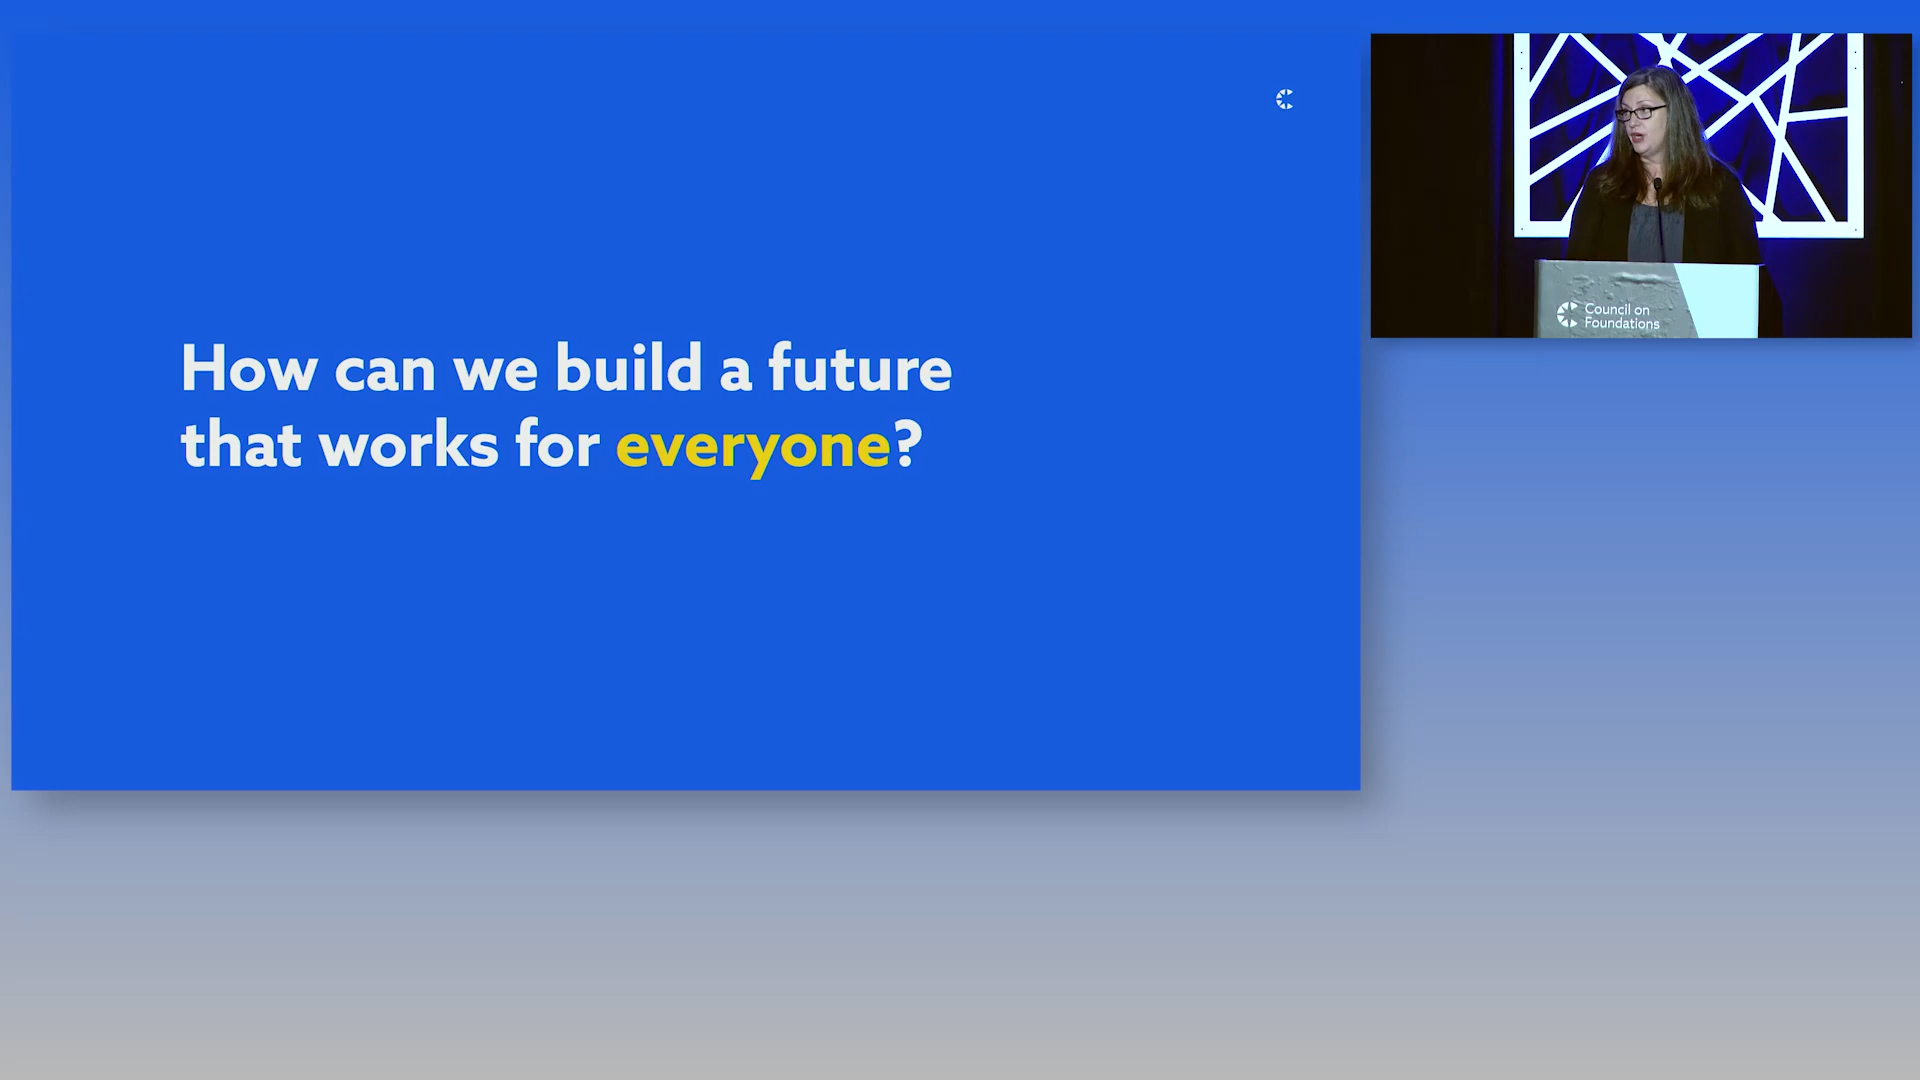 How can we build a future
that works for everyone?
Council on
Foundations